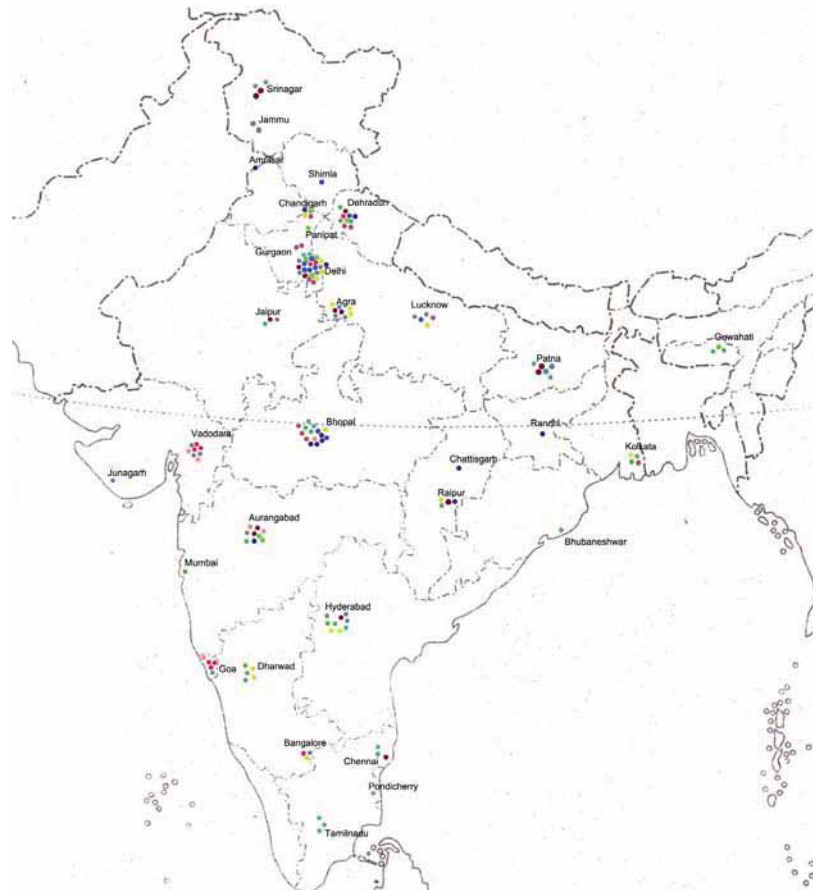 Srinagar
Jammu
Amritsar
Shimla
Chandigarh
Dehradun
Panipat
Gurgaon
Delhi
Agra
Lucknow
Jaipur
Guwahati
Patna
Bhopal
Ranchi
Vadodara
Kolkata
Junagarh
Chattisgarh
Raipur
Aurangabad
Bhubaneshwar
Mumbai
Hyderabad
Goa
Dharwad
Bangalore
Chennai
Pondicherry
Tamilnadu